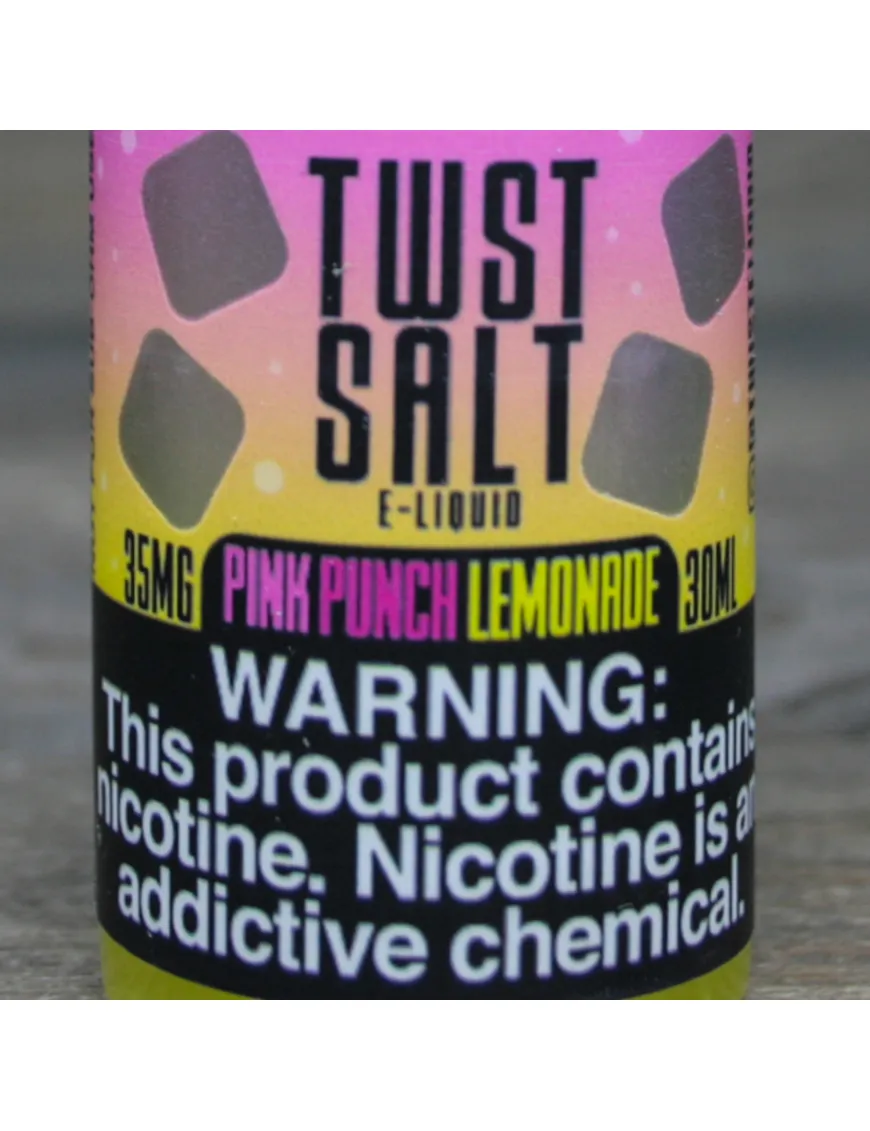 TWST
SALT
E-LIQUID
35MG PINK PUNCH LEMONADE 30ML
WARNING:
This product contains
nicotine. Nicotine is an
addictive chemical.